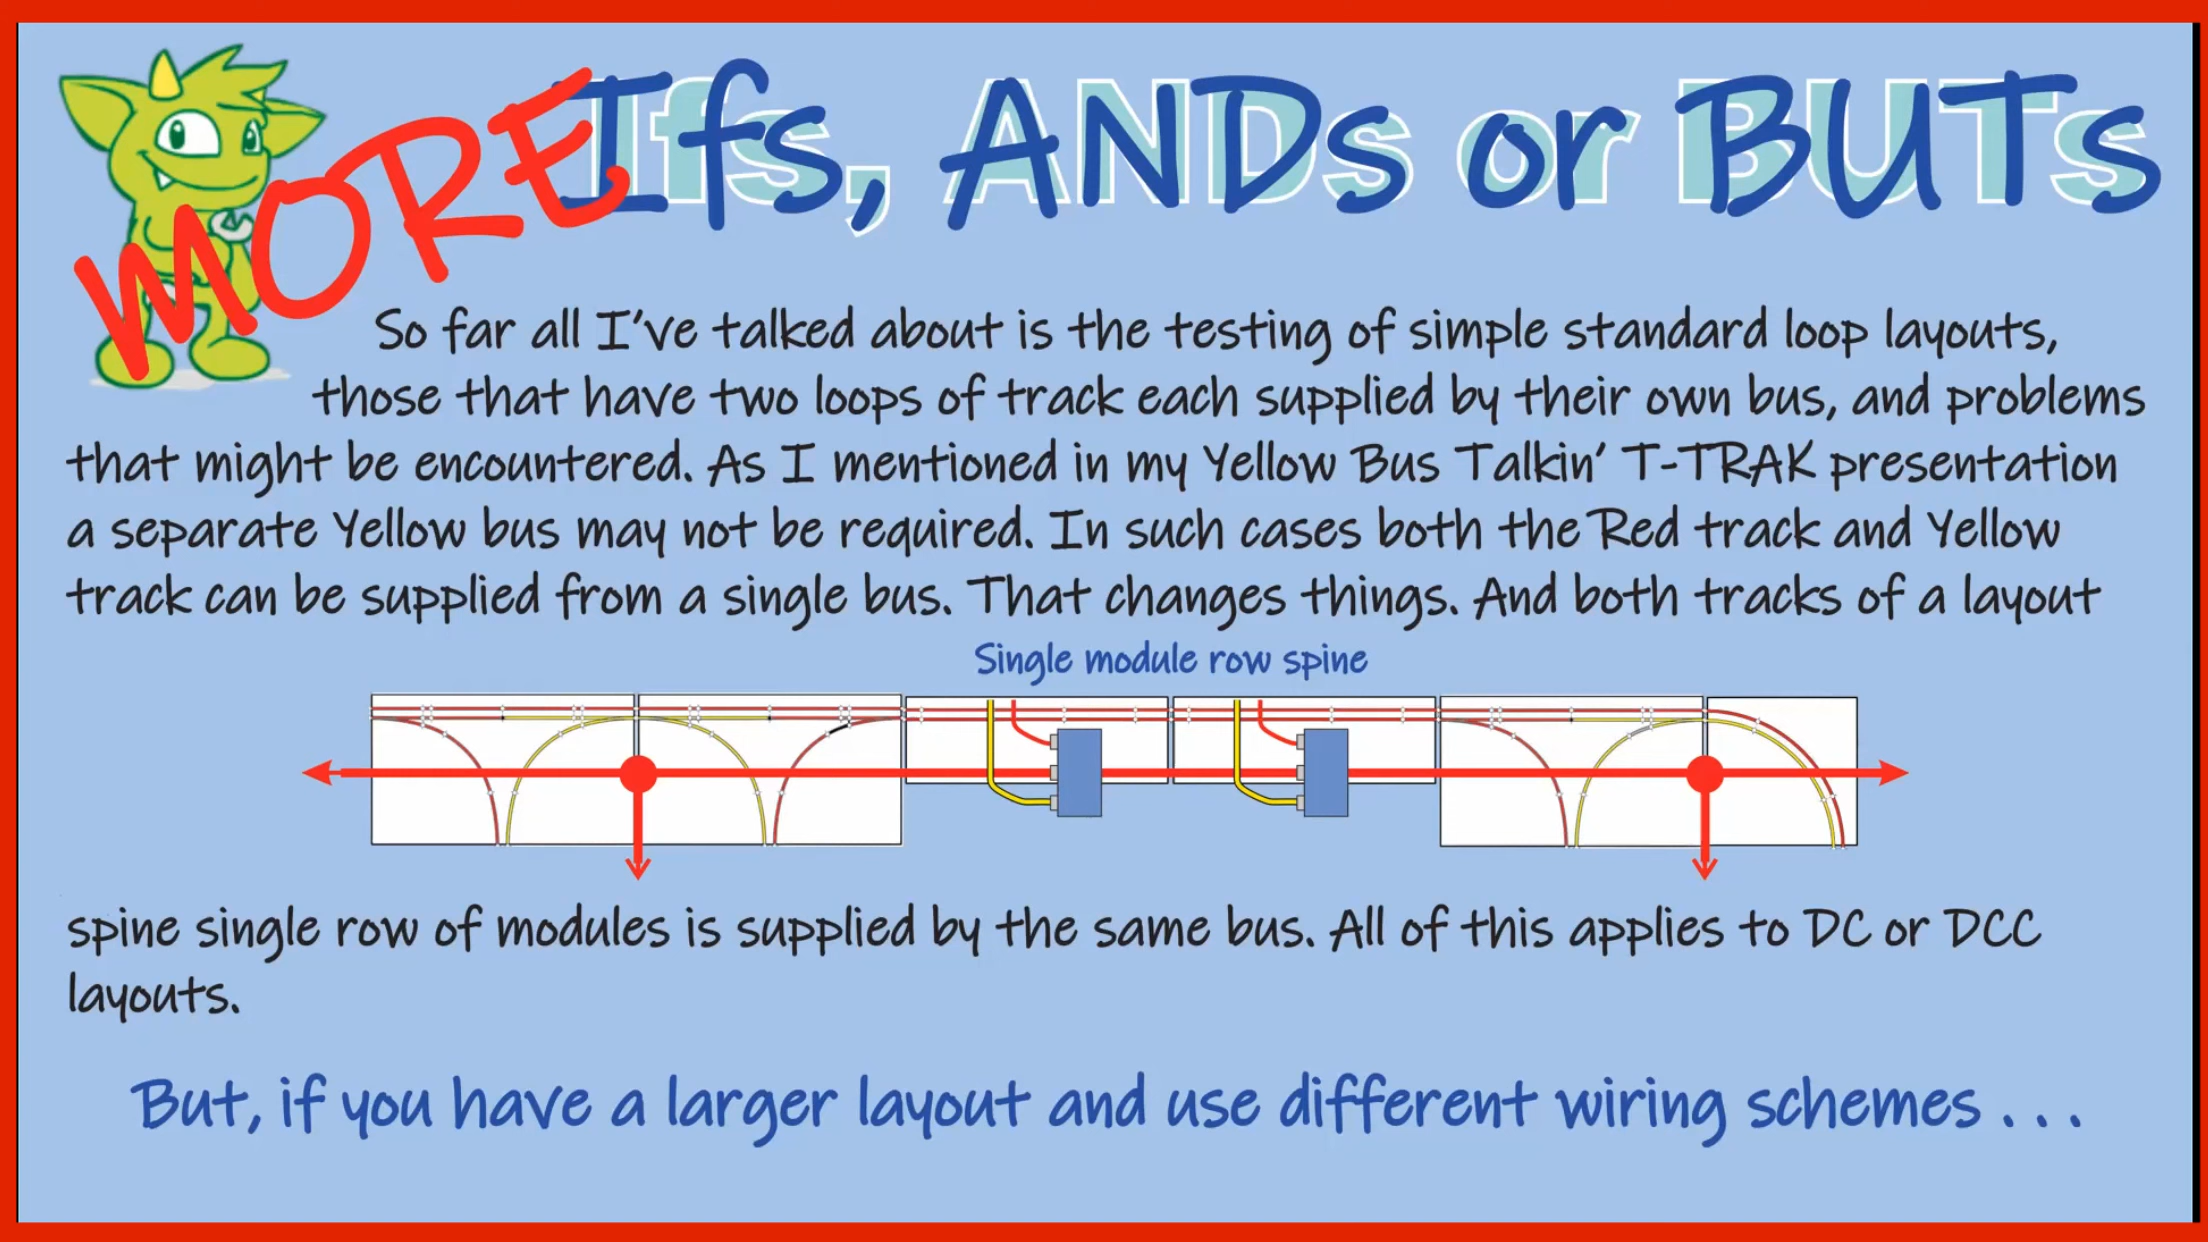 MORE Ifs, ANDs or BUTs
So far all I've talked about is the testing of simple standard loop layouts,
those that have two loops of track each supplied by their own bus, and problems
that might be encountered. As I mentioned in my Yellow Bus Talkin' T-TRAK presentation
a separate Yellow bus may not be required. In such cases both the Red track and Yellow
track can be supplied from a single bus. That changes things. And both tracks of a layout
Single module row spine
spine single row of modules is supplied by the same bus. All of this applies to DC or DCC
layouts.
But, if you have a larger layout and use different wiring schemes . . .